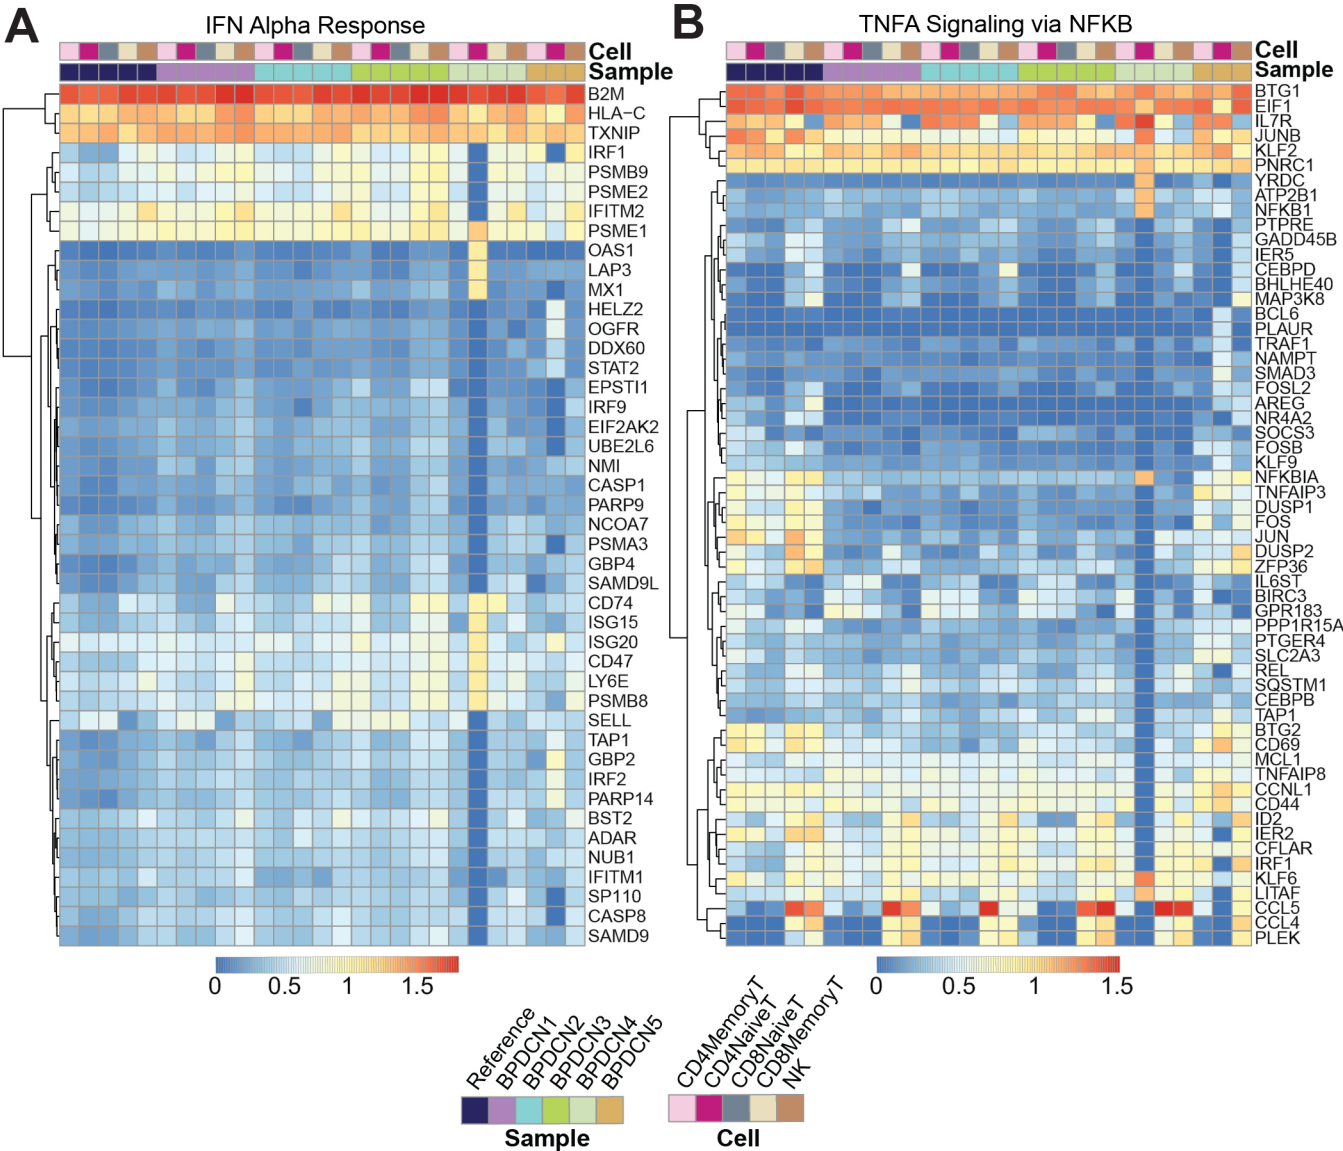 A
IFN Alpha Response
Cell
Sample
B2M
HLA−C
TXNIP
IRF1
PSMB9
PSME2
IFITM2
PSME1
OAS1
LAP3
MX1
HELZ2
OGFR
DDX60
STAT2
EPSTI1
IRF9
EIF2AK2
UBE2L6
NMI
CASP1
PARP9
NCOA7
PSMA3
GBP4
SAMD9L
CD74
ISG15
ISG20
CD47
LY6E
PSMB8
SELL
TAP1
GBP2
IRF2
PARP14
BST2
ADAR
NUB1
IFITM1
SP110
CASP8
SAMD9
0 0.5 1 1.5
B
TNFA Signaling via NFKB
Cell
Sample
BTG1
EIF1
IL7R
JUNB
KLF2
PNRC1
YRDC
ATP2B1
NFKB1
PTPRE
GADD45B
IER5
CEBPD
BHLHE40
MAP3K8
BCL6
PLAUR
TRAF1
NAMPT
SMAD3
FOSL2
AREG
NR4A2
SOCS3
FOSB
KLF9
NFKBIA
TNFAIP3
DUSP1
FOS
JUN
DUSP2
ZFP36
IL6ST
BIRC3
GPR183
PPP1R15A
PTGER4
SLC2A3
REL
SQSTM1
CEBPB
TAP1
BTG2
CD69
MCL1
TNFAIP8
CCNL1
CD44
ID2
IER2
CFLAR
IRF1
KLF6
LITAF
CCL5
CCL4
PLEK
0 0.5 1 1.5
Reference
BPDCN1
BPDCN2
BPDCN3
BPDCN4
BPDCN5
Sample
CD4MemoryT
CD4NaiveT
CD8NaiveT
CD8MemoryT
NK
Cell